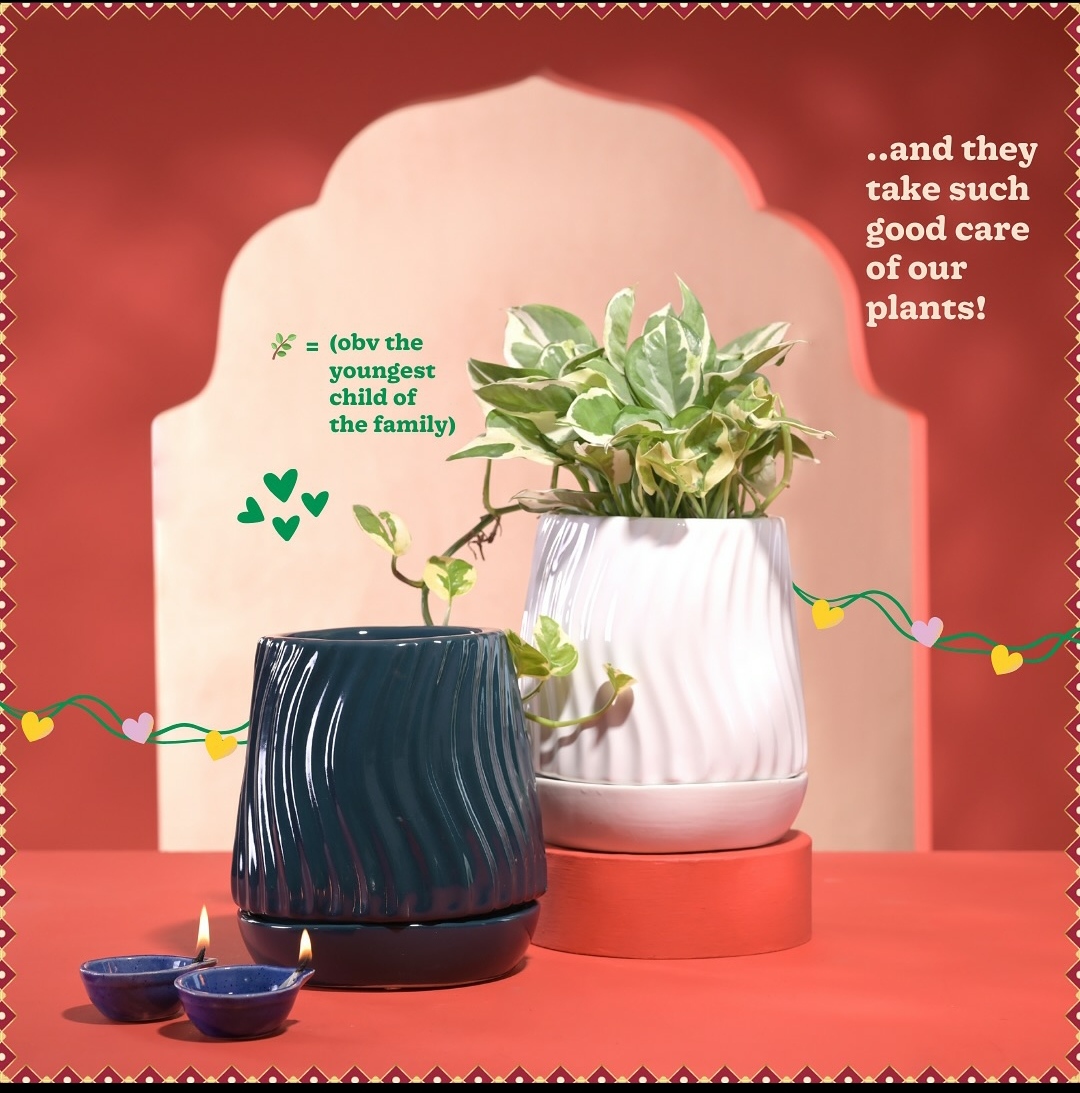 ..and they
take such
good care
of our
plants!
🌿 = (obv the
youngest
child of
the family)